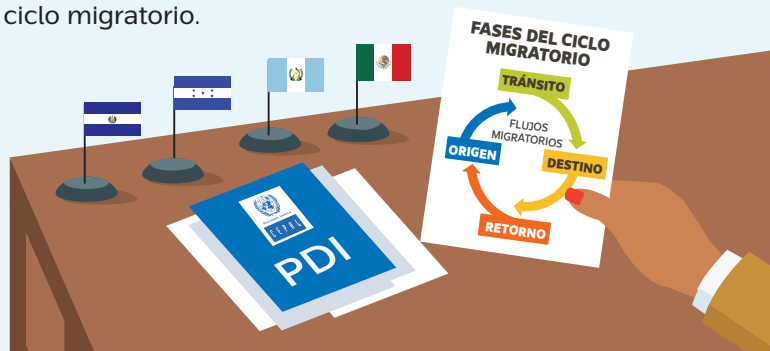 ciclo migratorio.
FASES DEL CICLO
MIGRATORIO
TRÁNSITO
FLUJOS
MIGRATORIOS
ORIGEN
DESTINO
RETORNO
CEPAL
PDI